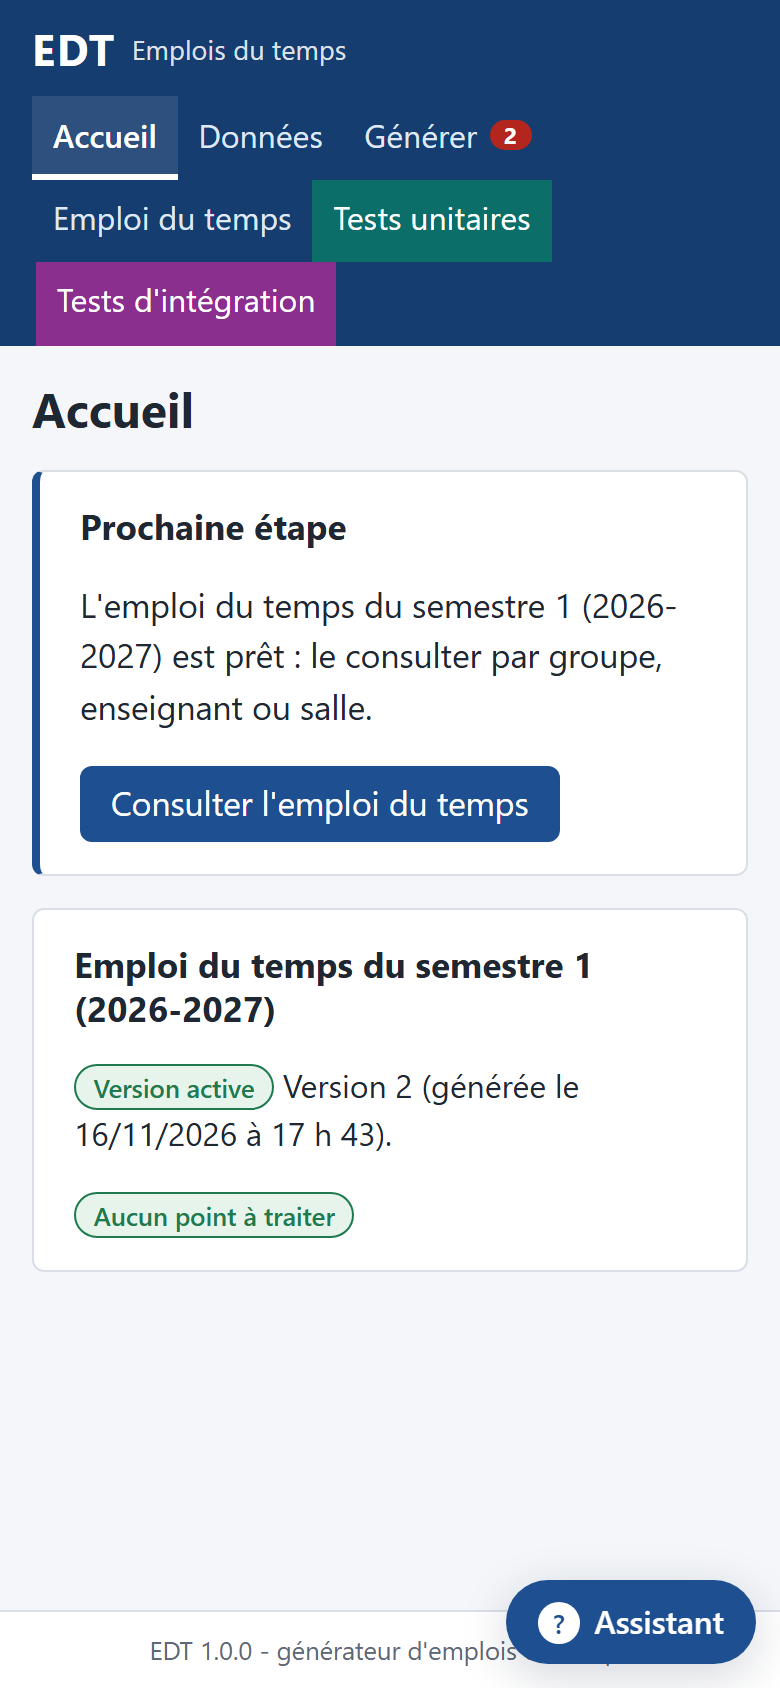 EDT Emplois du temps
Accueil Données Générer 2
Emploi du temps Tests unitaires
Tests d'intégration
Accueil
Prochaine étape
L'emploi du temps du semestre 1 (2026-
2027) est prêt : le consulter par groupe,
enseignant ou salle.
Consulter l'emploi du temps
Emploi du temps du semestre 1
(2026-2027)
Version active Version 2 (générée le
16/11/2026 à 17 h 43).
Aucun point à traiter
? Assistant
EDT 1.0.0 - générateur d'emplois